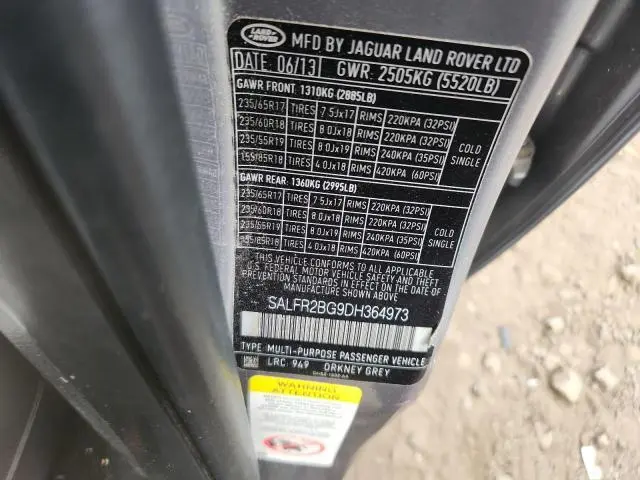 LAND ROVER MFD BY JAGUAR LAND ROVER LTD
DATE: 06/13 GWR: 2505KG (5520LB)
GAWR FRONT: 1310KG (2885LB)
235/65R17 TIRES 7.5Jx17 RIMS 220KPA (32PSI)
235/60R18 TIRES 8.0Jx18 RIMS 220KPA (32PSI)
235/55R19 TIRES 8.0Jx19 RIMS 240KPA (35PSI)
155/85R18 TIRES 4.0Jx18 RIMS 420KPA (60PSI)
COLD
SINGLE
GAWR REAR: 1360KG (2995LB)
235/65R17 TIRES 7.5Jx17 RIMS 220KPA (32PSI)
235/60R18 TIRES 8.0Jx18 RIMS 220KPA (32PSI)
235/55R19 TIRES 8.0Jx19 RIMS 240KPA (35PSI)
155/85R18 TIRES 4.0Jx18 RIMS 420KPA (60PSI)
COLD
SINGLE
THIS VEHICLE CONFORMS TO ALL APPLICABLE
U.S. FEDERAL MOTOR VEHICLE SAFETY AND THEFT
PREVENTION STANDARDS IN EFFECT ON THE DATE
OF MANUFACTURE SHOWN ABOVE.
SALFR2BG9DH364973
TYPE: MULTI-PURPOSE PASSENGER VEHICLE
LRC: 949 ORKNEY GREY
WARNING
ATTENTION